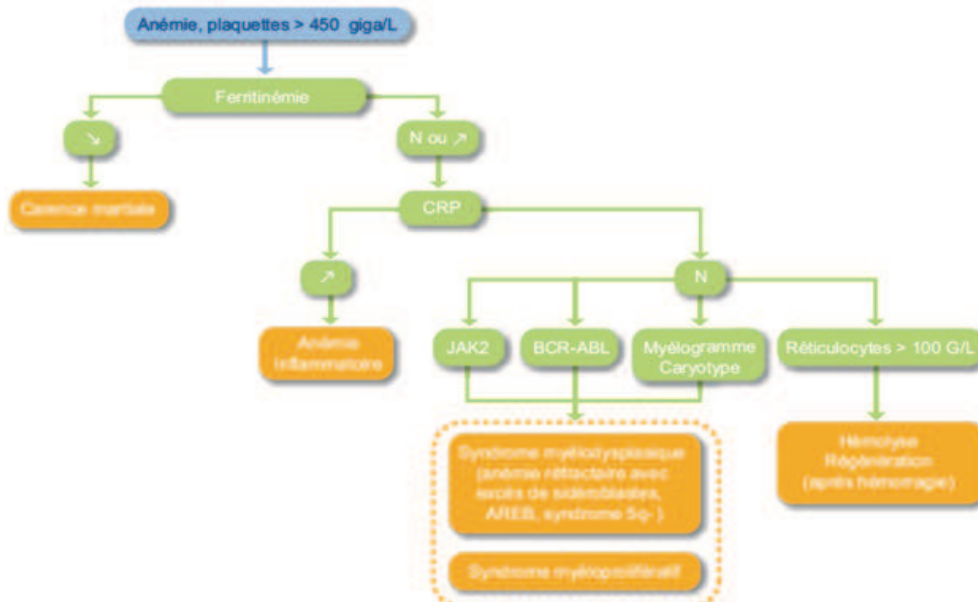 Anémie, plaquettes > 450 giga/L
Ferritinémie
↘
N ou ↗
Carence martiale
CRP
↗
N
Anémie
inflammatoire
JAK2
BCR-ABL
Myélogramme
Caryotype
Réticulocytes > 100 G/L
Syndrome myélodysplasique
(anémie réfractaire avec
excès de sidéroblastes,
AREB, syndrome 5q-)
Syndrome myéloprolifératif
Hémolyse
Régénération
(après hémorragie)